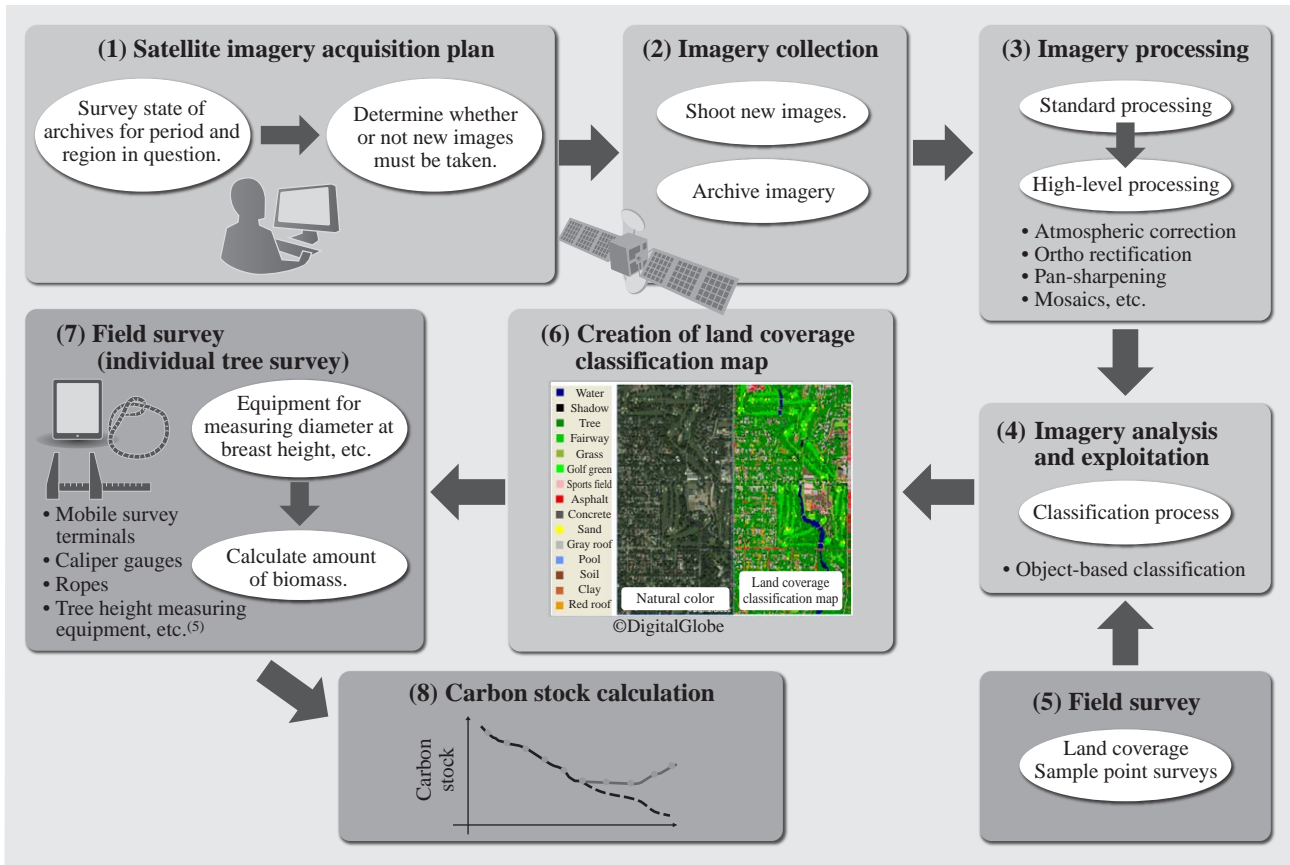 (1) Satellite imagery acquisition plan
Survey state of
archives for period and
region in question.
Determine whether
or not new images
must be taken.
(2) Imagery collection
Shoot new images.
Archive imagery
(3) Imagery processing
Standard processing
High-level processing
• Atmospheric correction
• Ortho rectification
• Pan-sharpening
• Mosaics, etc.
(4) Imagery analysis
and exploitation
Classification process
• Object-based classification
(5) Field survey
Land coverage
Sample point surveys
(6) Creation of land coverage
classification map
Water
Shadow
Tree
Fairway
Grass
Golf green
Sports field
Asphalt
Concrete
Sand
Gray roof
Pool
Soil
Clay
Red roof
Natural color
Land coverage
classification map
©DigitalGlobe
(7) Field survey
(individual tree survey)
Equipment for
measuring diameter at
breast height, etc.
Calculate amount
of biomass.
• Mobile survey
terminals
• Caliper gauges
• Ropes
• Tree height measuring
equipment, etc.(5)
(8) Carbon stock calculation
Carbon
stock